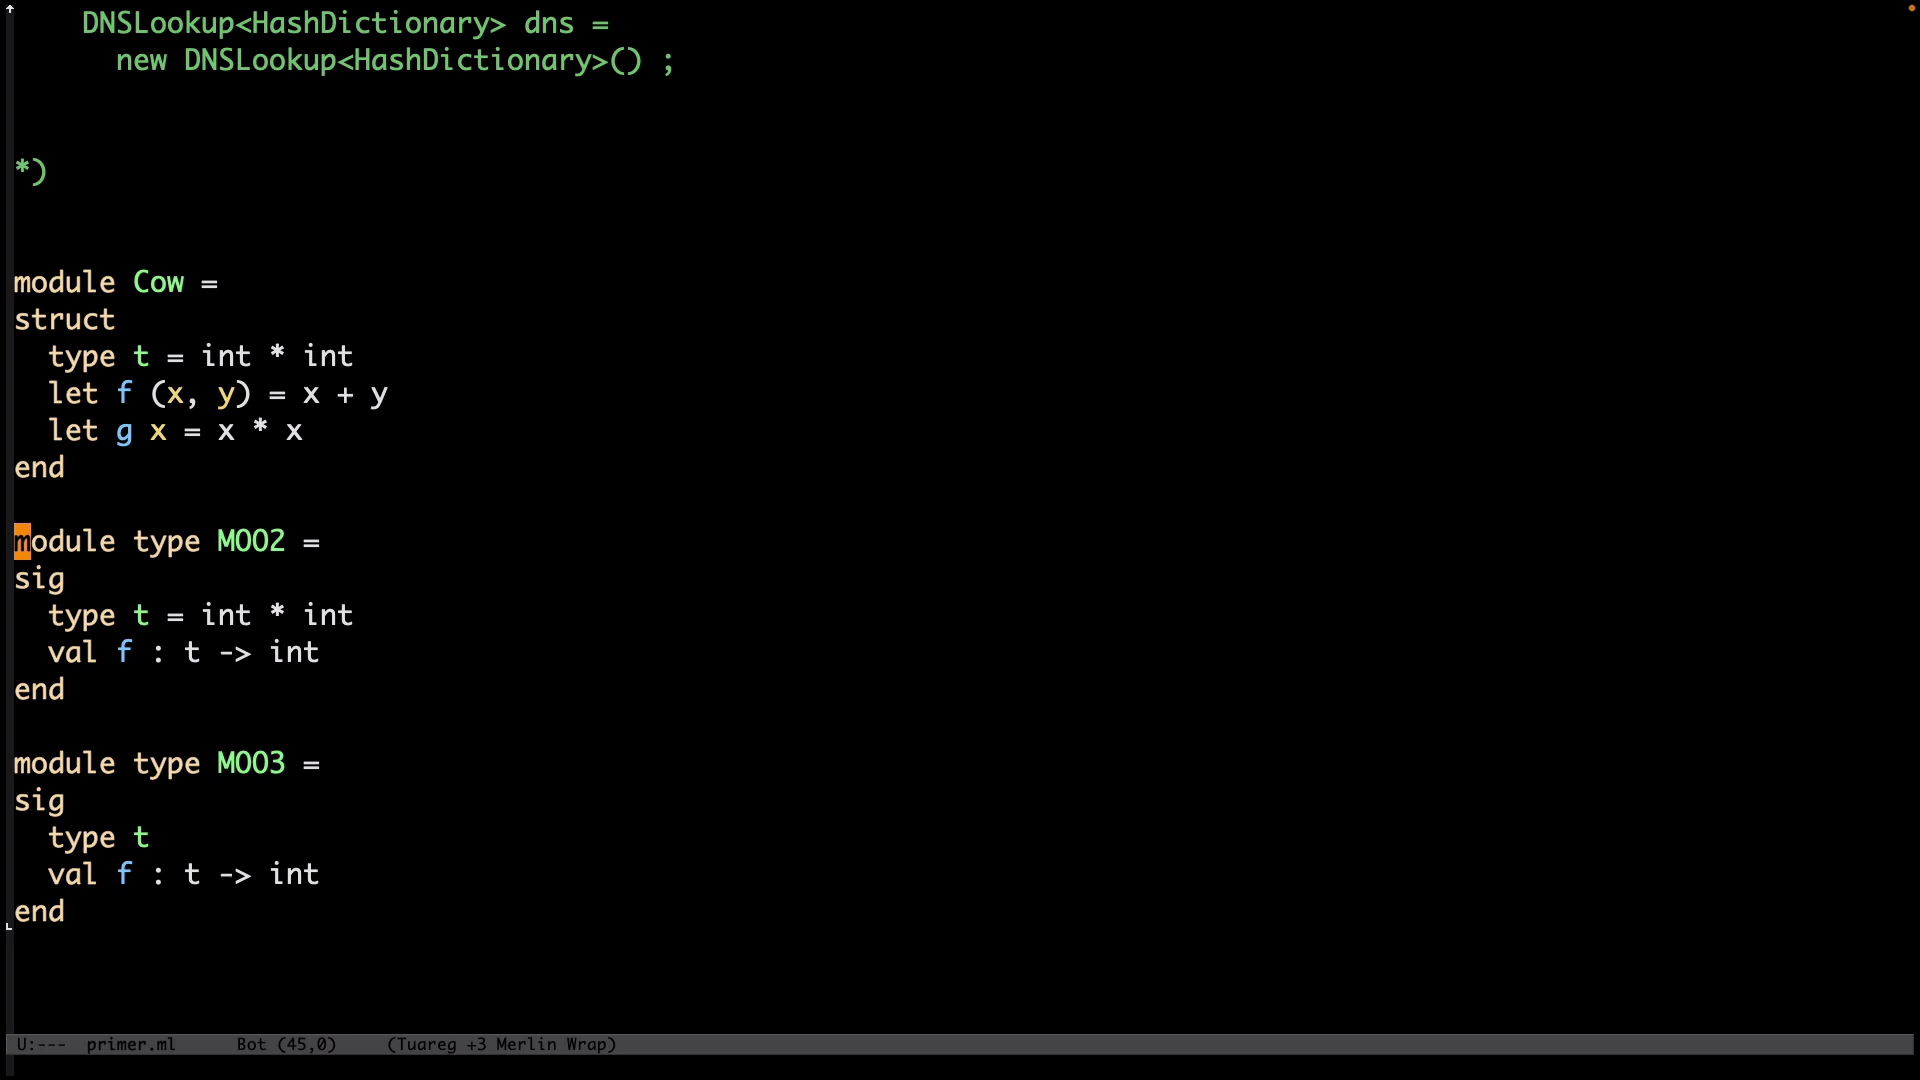 DNSLookup<HashDictionary> dns =
      new DNSLookup<HashDictionary>() ;
*)
module Cow =
struct
  type t = int * int
  let f (x, y) = x + y
  let g x = x * x
end
module type MOO2 =
sig
  type t = int * int
  val f : t -> int
end
module type MOO3 =
sig
  type t
  val f : t -> int
end
U:---  primer.ml      Bot (45,0)     (Tuareg +3 Merlin Wrap)